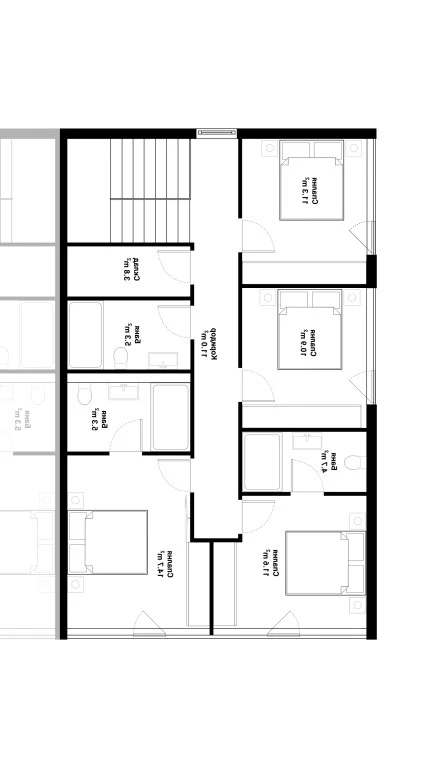 Спалня
11.3 m²
Склад
3.8 m²
Баня
5.3 m²
Коридор
11.0 m²
Спалня
10.9 m²
Баня
5.3 m²
Баня
5.3 m²
Баня
4.7 m²
Спалня
14.7 m²
Спалня
11.6 m²